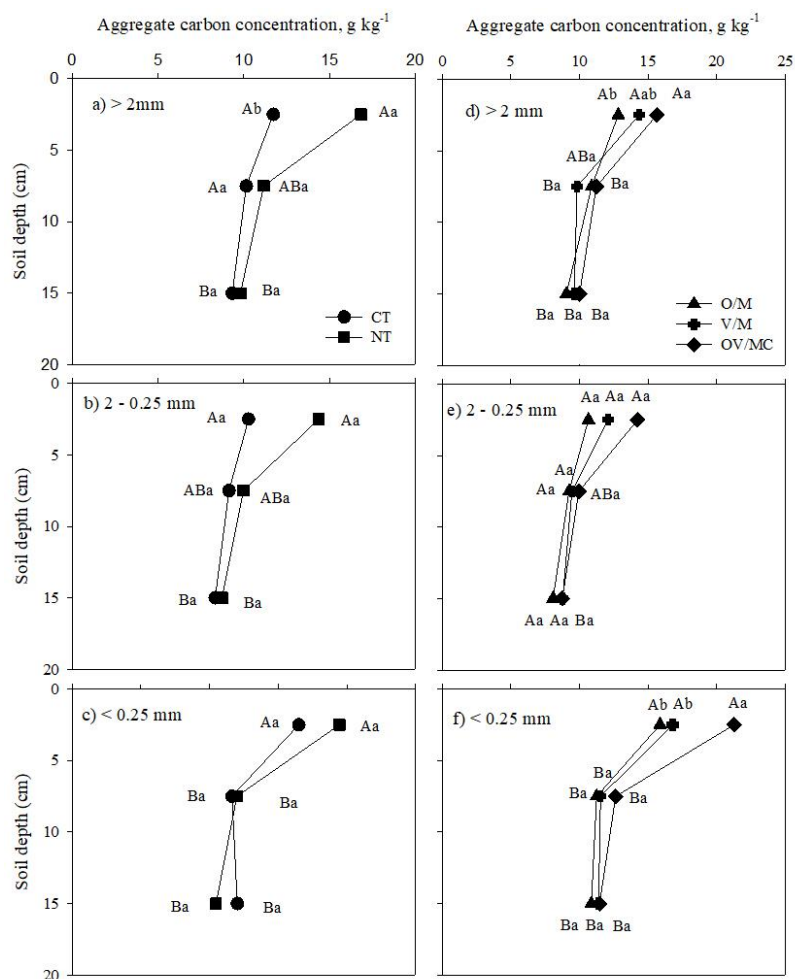 Aggregate carbon concentration, g kg-1
0 5 10 15 20
Soil depth (cm)
0
5
10
15
20
a) > 2mm
Ab
Aa
Aa
ABa
Ba
Ba
CT
NT
Soil depth (cm)
0
5
10
15
20
b) 2 - 0.25 mm
Aa
Aa
ABa
ABa
Ba
Ba
Soil depth (cm)
0
5
10
15
20
c) < 0.25 mm
Aa
Aa
Ba
Ba
Ba
Ba
Aggregate carbon concentration, g kg-1
0 5 10 15 20 25
d) > 2 mm
Ab Aab Aa
ABa
Ba
Ba
Ba Ba Ba
O/M
V/M
OV/MC
e) 2 - 0.25 mm
Aa Aa Aa
Aa
Aa
ABa
Aa Aa Ba
f) < 0.25 mm
Ab Ab Aa
Ba
Ba
Ba
Ba Ba Ba